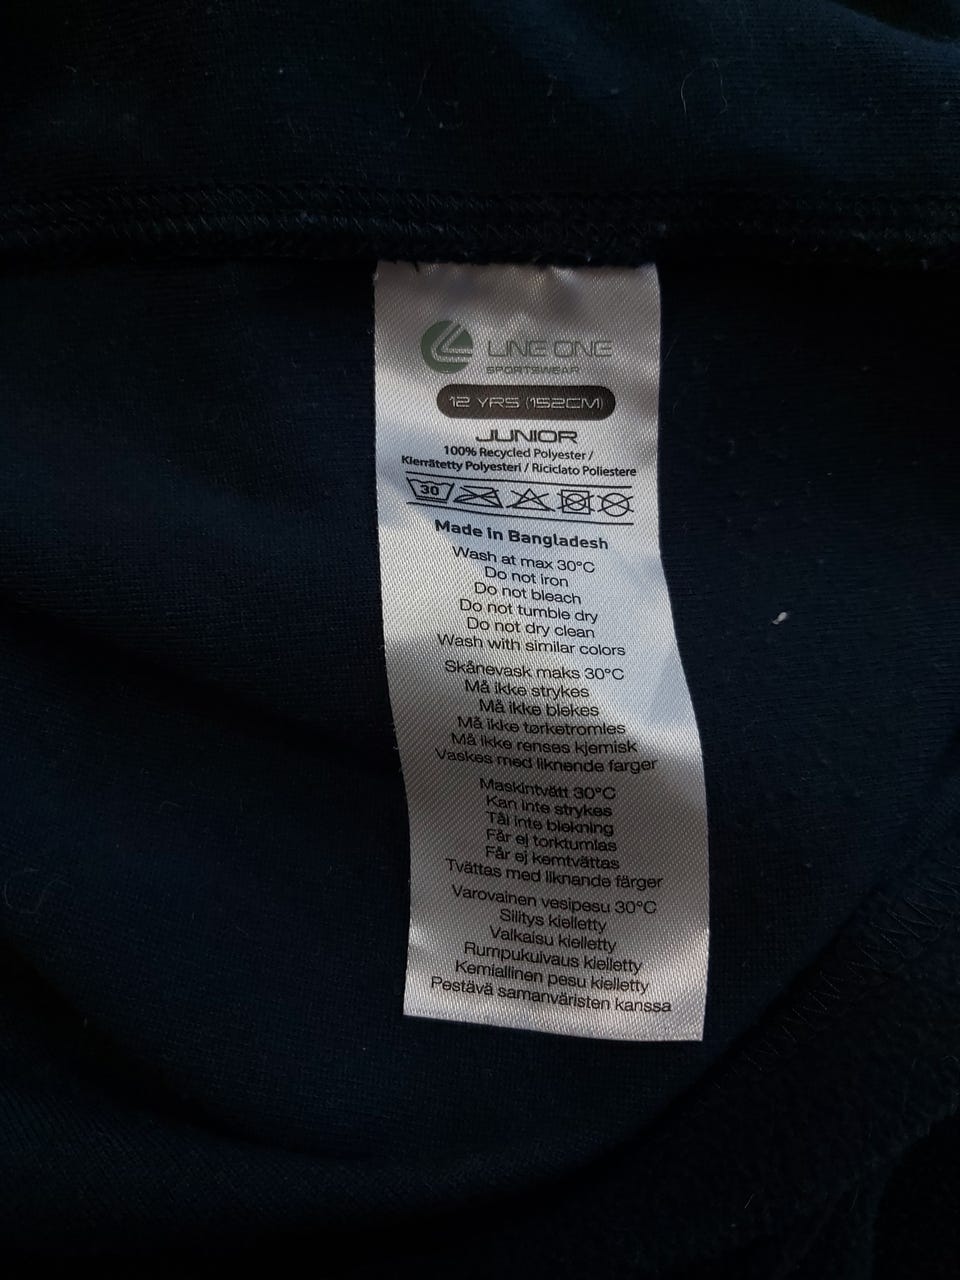 LINE ONE
SPORTSWEAR
12 YRS (152CM)
JUNIOR
100% Recycled Polyester /
Kierrätetty Polyesteri / Riciclato Poliestere
30
Made in Bangladesh
Wash at max 30°C
Do not iron
Do not bleach
Do not tumble dry
Do not dry clean
Wash with similar colors
Skånevask maks 30°C
Må ikke strykes
Må ikke blekes
Må ikke tørketromles
Må ikke renses kjemisk
Vaskes med liknende farger
Maskintvätt 30°C
Kan inte strykes
Tål inte blekning
Får ej torktumlas
Får ej kemtvättas
Tvättas med liknande färger
Varovainen vesipesu 30°C
Silitys kielletty
Valkaisu kielletty
Rumpukuivaus kielletty
Kemiallinen pesu kielletty
Pestävä samanväristen kanssa